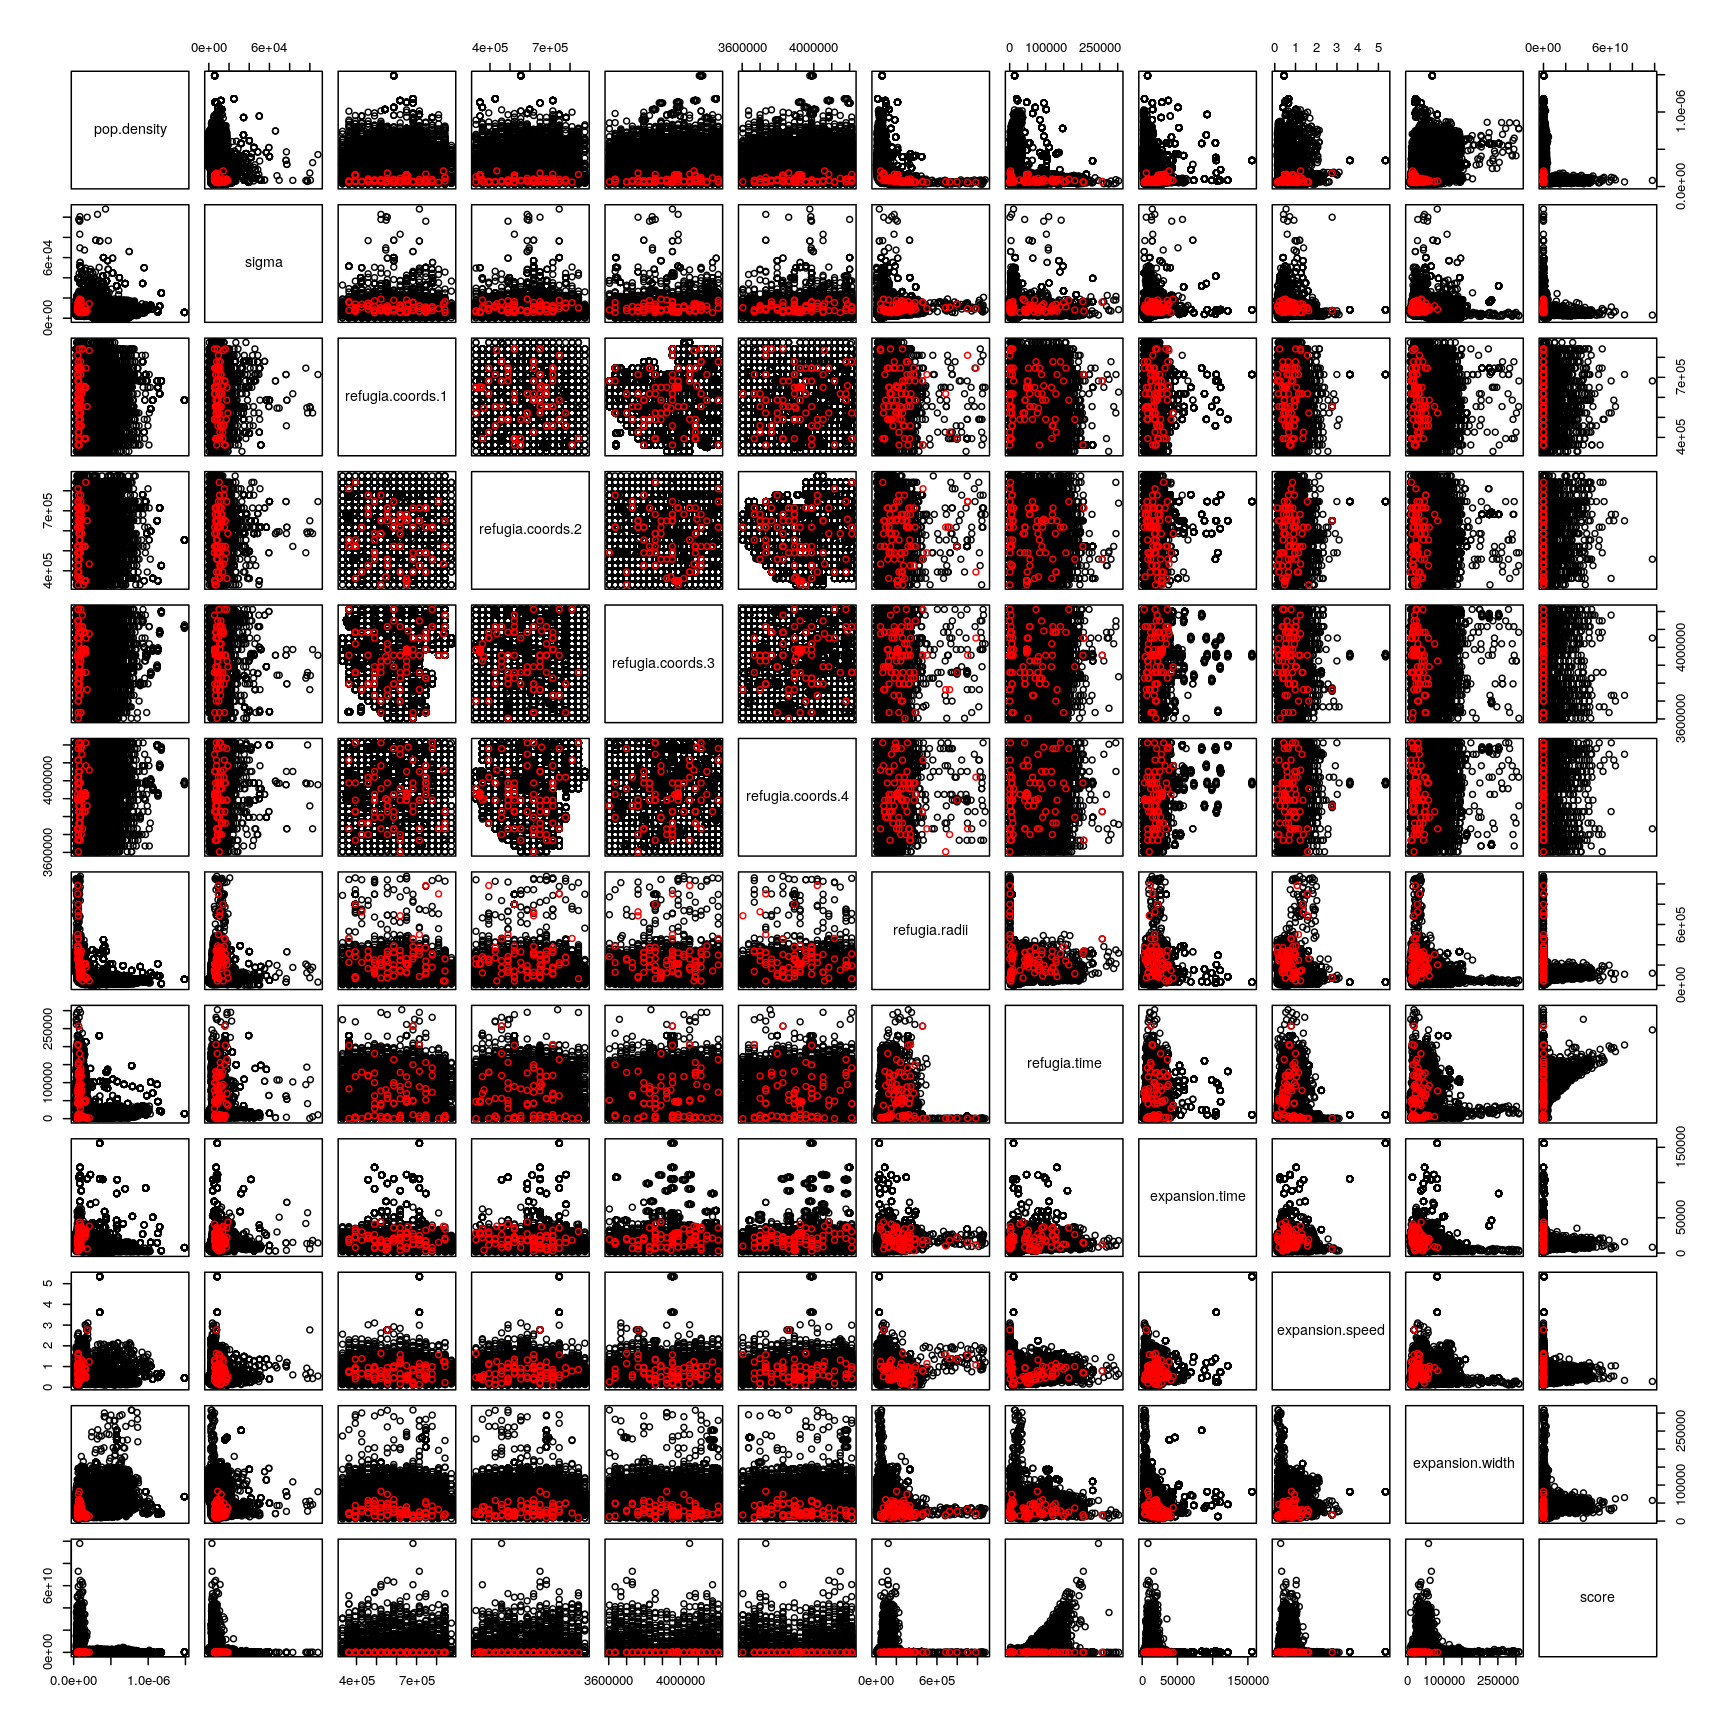 0e+00 6e+04 4e+05 7e+05 3600000 4000000 0 100000 250000 0 1 2 3 4 5 0e+00 6e+10
pop.density
0.0e+00 1.0e-06
0e+00 6e+04
sigma
refugia.coords.1
4e+05 7e+05
4e+05 7e+05
refugia.coords.2
refugia.coords.3
3600000 4000000
3600000 4000000
refugia.coords.4
refugia.radii
0e+00 6e+05
0 100000 250000
refugia.time
expansion.time
0 50000 150000
0 1 2 3 4 5
expansion.speed
expansion.width
0 100000 250000
0e+00 6e+10
score
0.0e+00 1.0e-06 4e+05 7e+05 3600000 4000000 0e+00 6e+05 0 50000 150000 0 100000 250000